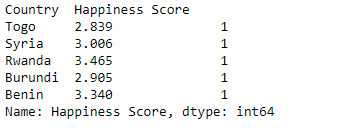 Country  Happiness Score
Togo     2.839              1
Syria    3.006              1
Rwanda   3.465              1
Burundi  2.905              1
Benin    3.340              1
Name: Happiness Score, dtype: int64